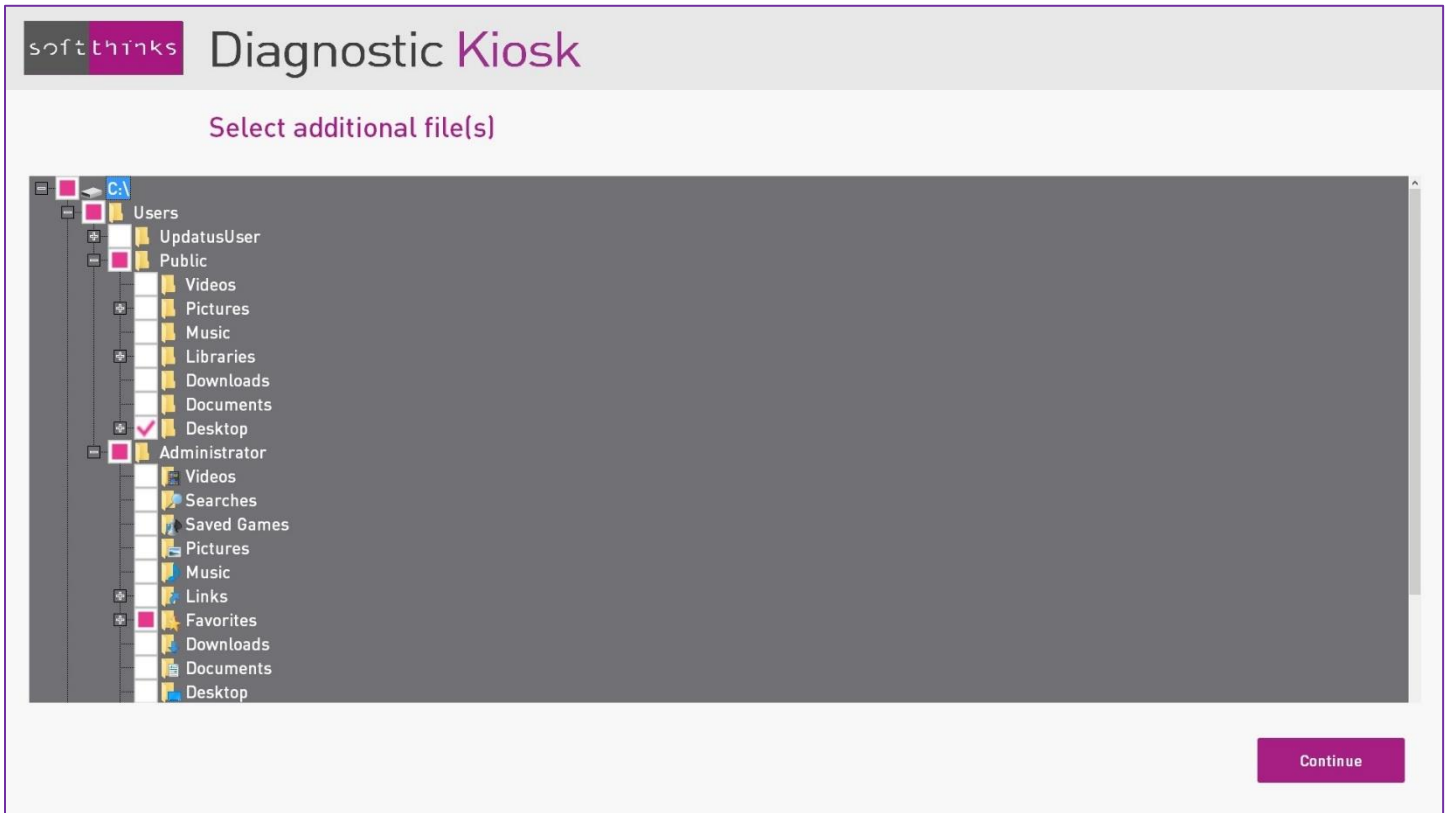 softthinks Diagnostic Kiosk
Select additional file(s)
C:\
Users
UpdatusUser
Public
Videos
Pictures
Music
Libraries
Downloads
Documents
Desktop
Administrator
Videos
Searches
Saved Games
Pictures
Music
Links
Favorites
Downloads
Documents
Desktop
Continue